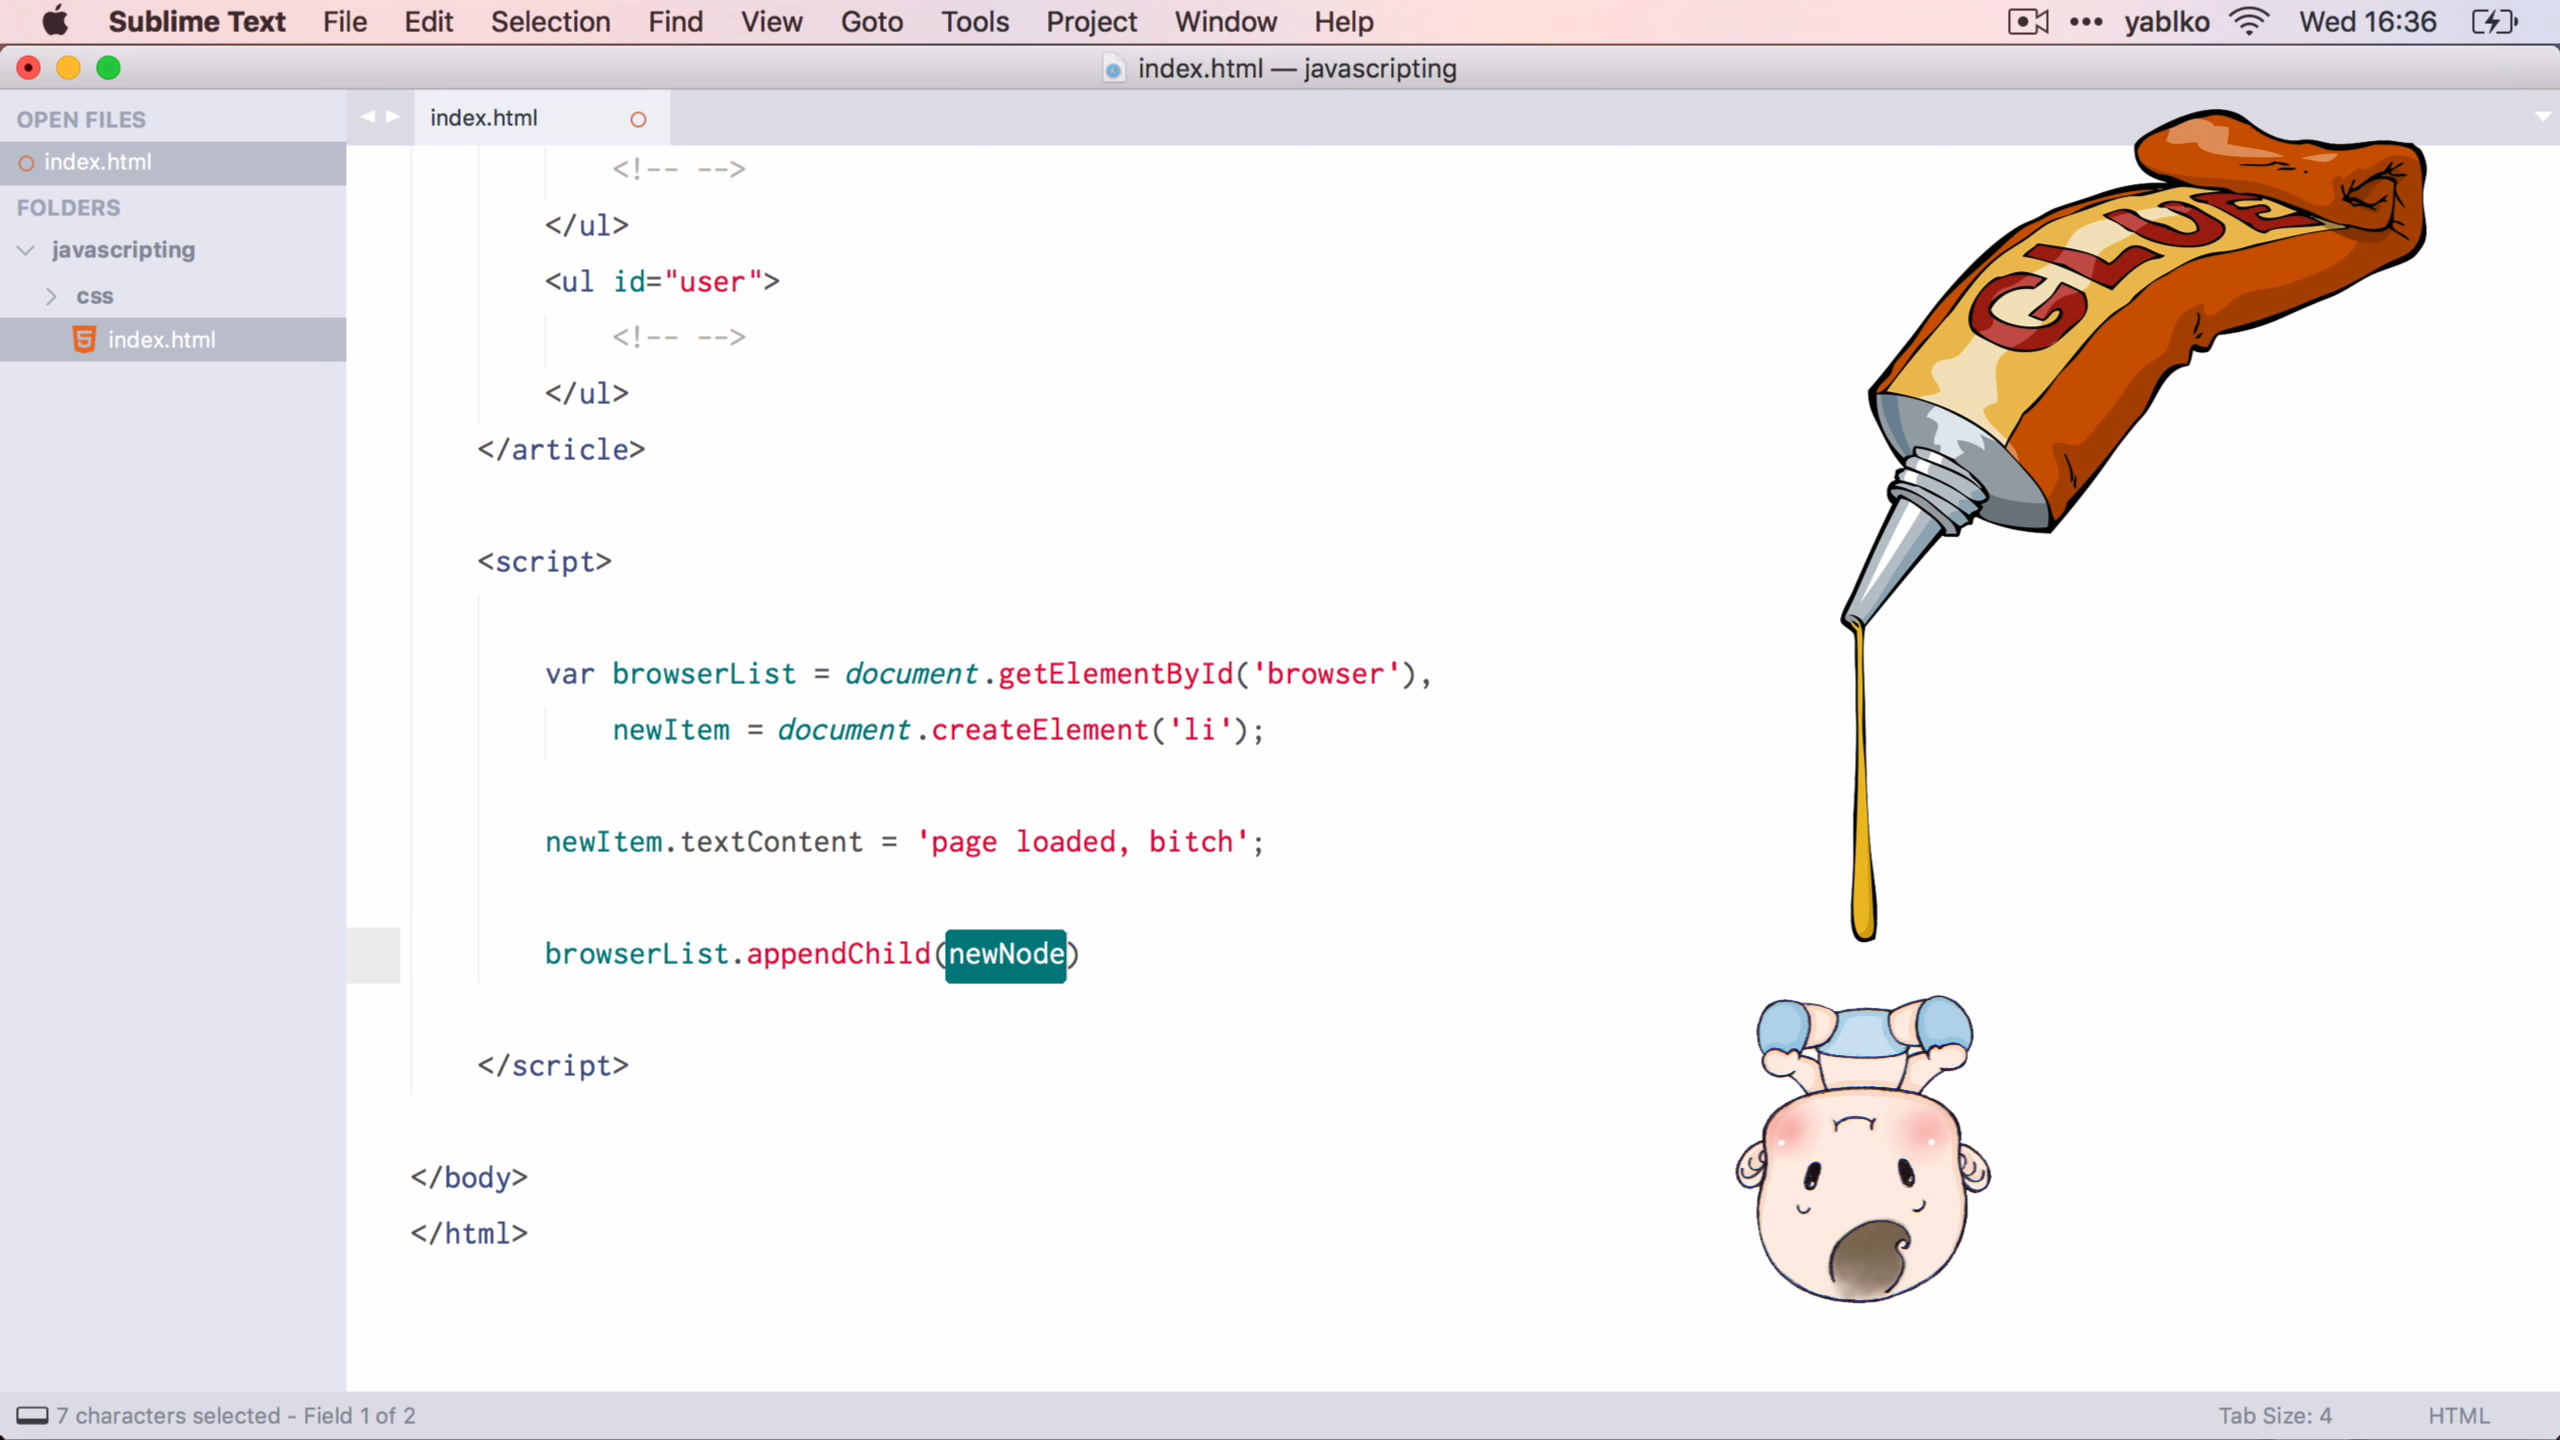 Sublime Text File Edit Selection Find View Goto Tools Project Window Help yablko Wed 16:36
index.html — javascripting
OPEN FILES
index.html
FOLDERS
javascripting
css
index.html
index.html
<!-- -->
</ul>
<ul id="user">
<!-- -->
</ul>
</article>
<script>
var browserList = document.getElementById('browser'),
newItem = document.createElement('li');
newItem.textContent = 'page loaded, bitch';
browserList.appendChild(newNode)
</script>
</body>
</html>
GLUE
7 characters selected - Field 1 of 2
Tab Size: 4 HTML